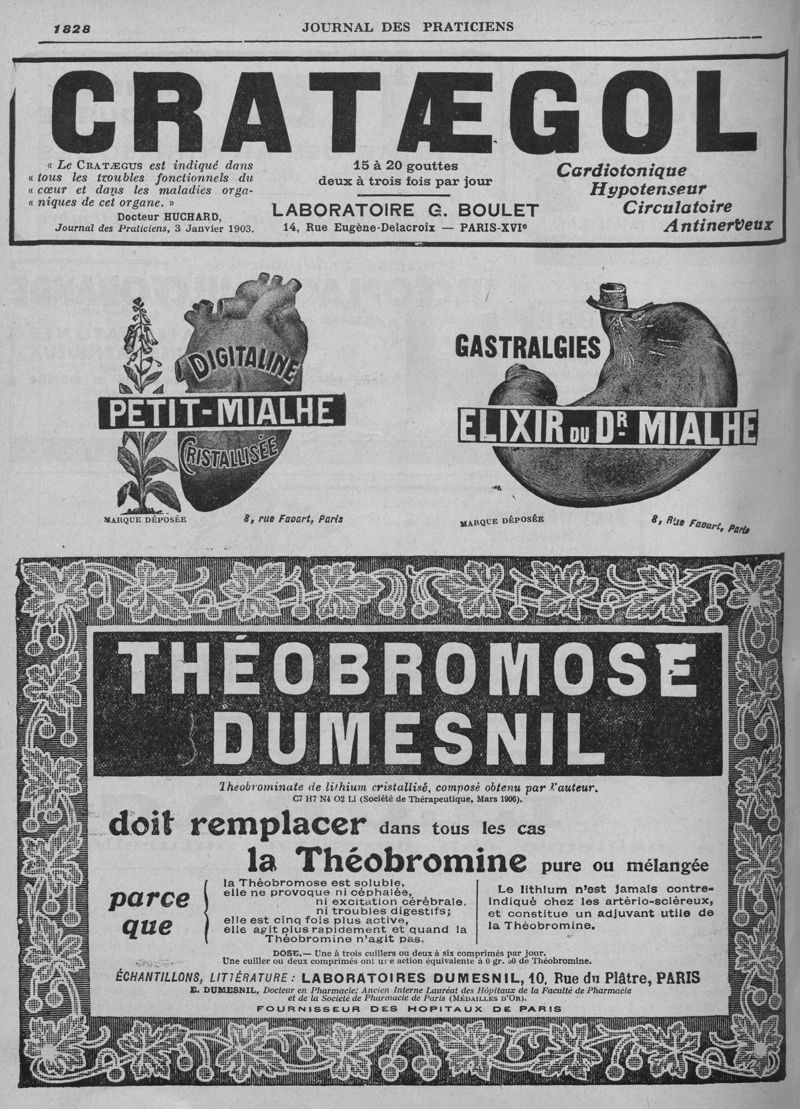 1828
JOURNAL DES PRATICIENS
CRATÆGOL
« Le CRATÆGUS est indiqué dans
« tous les troubles fonctionnels du
« cœur et dans les maladies orga-
« niques de cet organe. »
Docteur HUCHARD,
Journal des Praticiens, 3 Janvier 1903.
15 à 20 gouttes
deux à trois fois par jour
LABORATOIRE G. BOULET
14, Rue Eugène-Delacroix — PARIS-XVIe
Cardiotonique
Hypotenseur
Circulatoire
Antinerveux
DIGITALINE
PETIT-MIALHE
CRISTALLISÉE
MARQUE DÉPOSÉE
8, rue Favart, Paris
GASTRALGIES
ELIXIR DU DR MIALHE
MARQUE DÉPOSÉE
8, Rue Favart, Paris
THÉOBROMOSE
DUMESNIL
Theobrominate de lithium cristallisé, composé obtenu par l'auteur.
C7 H7 N4 O2 Li (Société de Thérapeutique, Mars 1906).
doit remplacer dans tous les cas
la Théobromine pure ou mélangée
parce
que
la Théobromose est soluble,
elle ne provoque ni céphalée,
ni excitation cérébrale,
ni troubles digestifs;
elle est cinq fois plus active,
elle agit plus rapidement et quand la
Théobromine n'agit pas.
Le lithium n'est jamais contre-
indiqué chez les artério-scléreux,
et constitue un adjuvant utile de
la Théobromine.
DOSE.— Une à trois cuillers ou deux à six comprimés par jour.
Une cuiller ou deux comprimés ont une action équivalente à 0 gr. 50 de Théobromine.
ÉCHANTILLONS, LITTÉRATURE : LABORATOIRES DUMESNIL, 10, Rue du Plâtre, PARIS
E. DUMESNIL, Docteur en Pharmacie; Ancien Interne Lauréat des Hôpitaux de la Faculté de Pharmacie
et de la Société de Pharmacie de Paris (MÉDAILLES D'OR).
FOURNISSEUR DES HOPITAUX DE PARIS